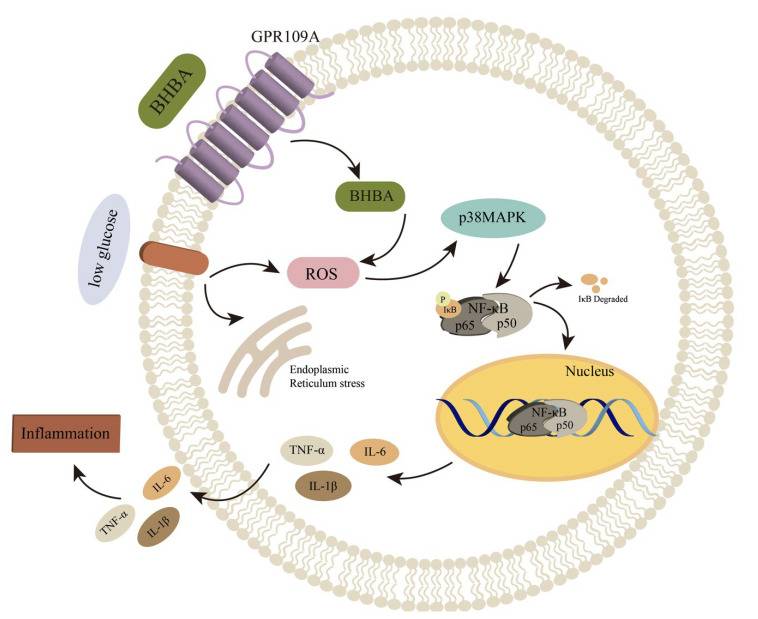 GPR109A
BHBA
BHBA
low glucose
p38MAPK
ROS
P
IκB
NF-κB
p65
p50
IκB Degraded
Endoplasmic
Reticulum stress
Nucleus
NF-κB
p65
p50
Inflammation
TNF-α
IL-6
IL-1β
IL-6
TNF-α
IL-1β